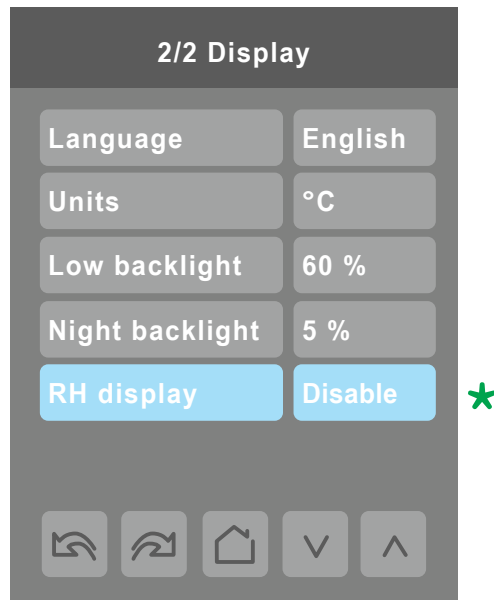 2/2 Display
Language English
Units °C
Low backlight 60 %
Night backlight 5 %
RH display Disable
*